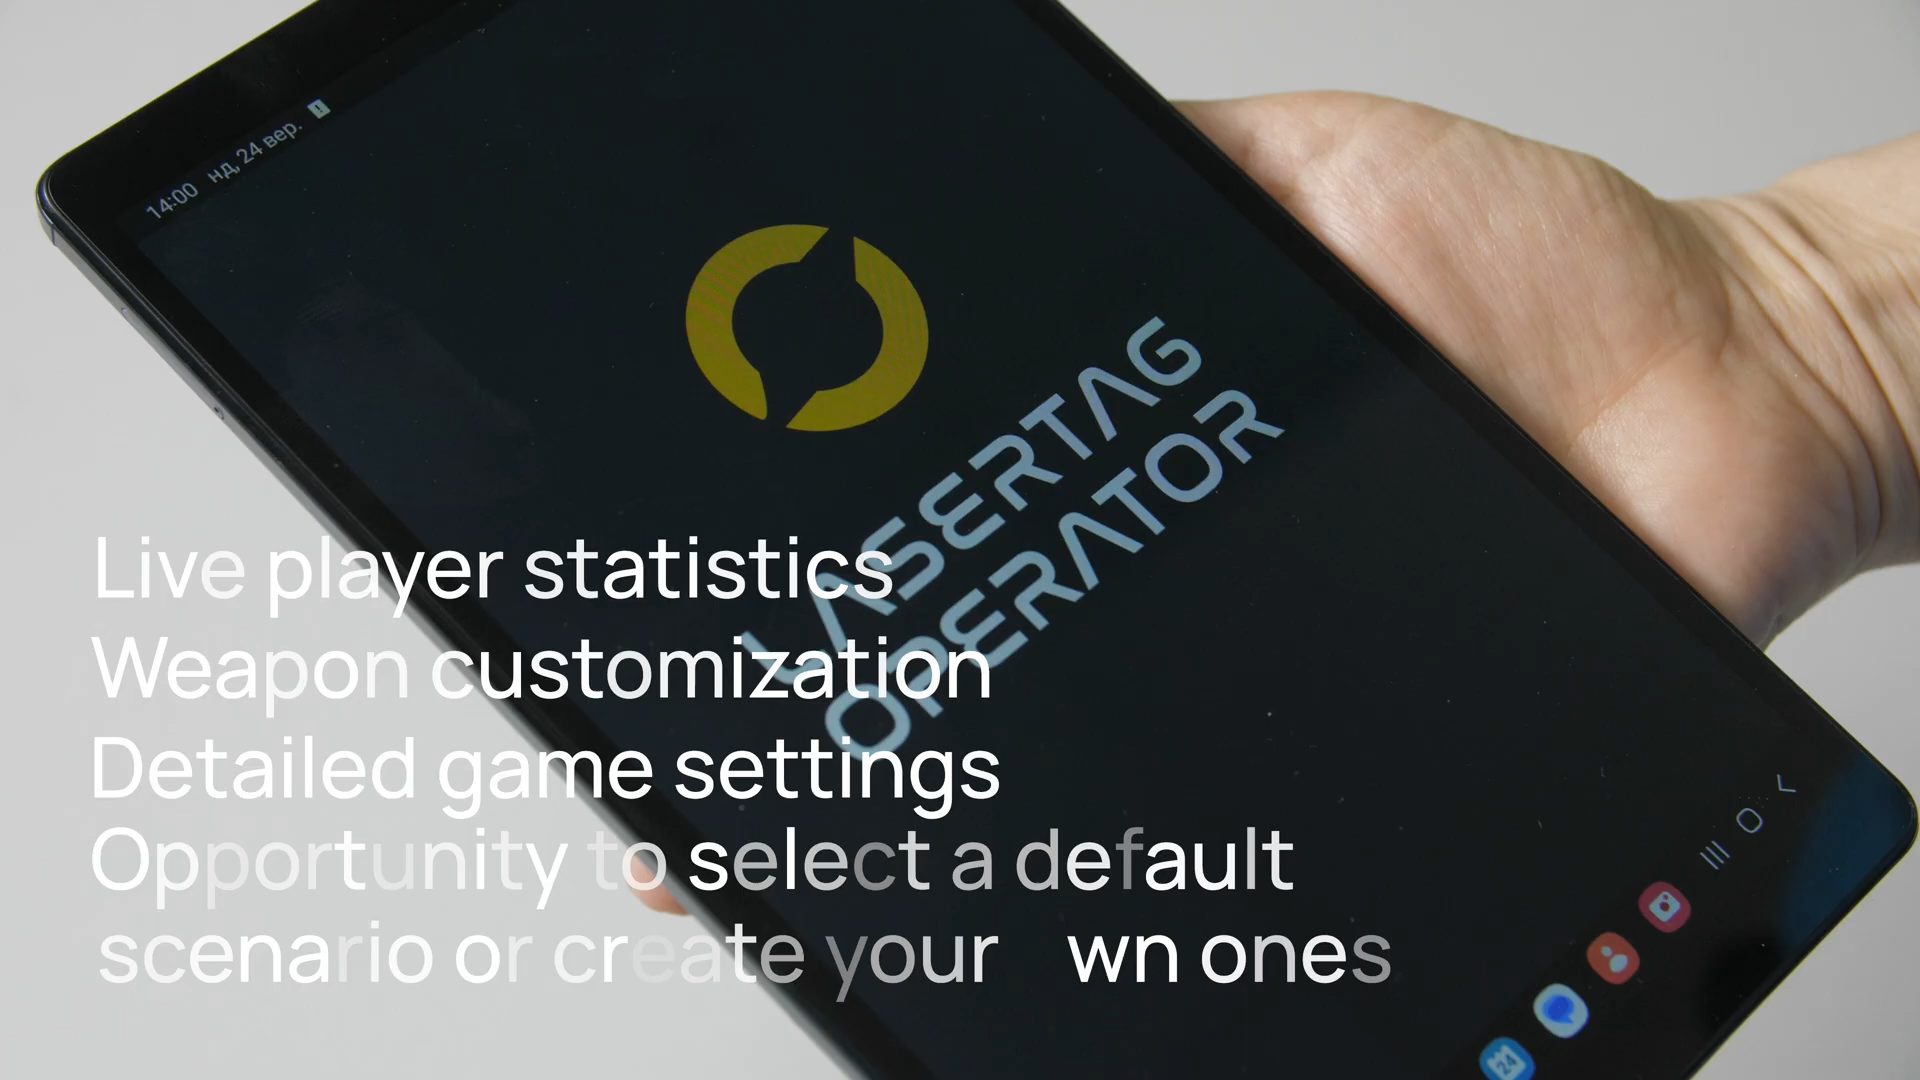 14:00 нд, 24 вер.
LASERTAG
OPERATOR
Live player statistics
Weapon customization
Detailed game settings
Opportunity to select a default
scenario or create your wn ones
24